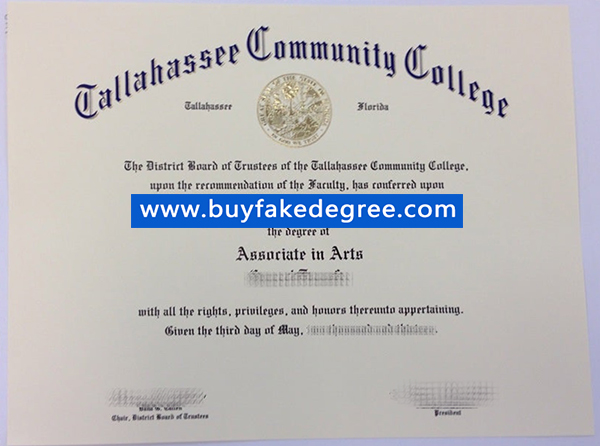 Tallahassee Community College
Tallahassee Florida
The District Board of Trustees of the Tallahassee Community College,
upon the recommendation of the Faculty, has conferred upon
www.buyfakedegree.com
the degree of
Associate in Arts
with all the rights, privileges, and honors thereunto appertaining.
Given the third day of May,
Chair, District Board of Trustees
President